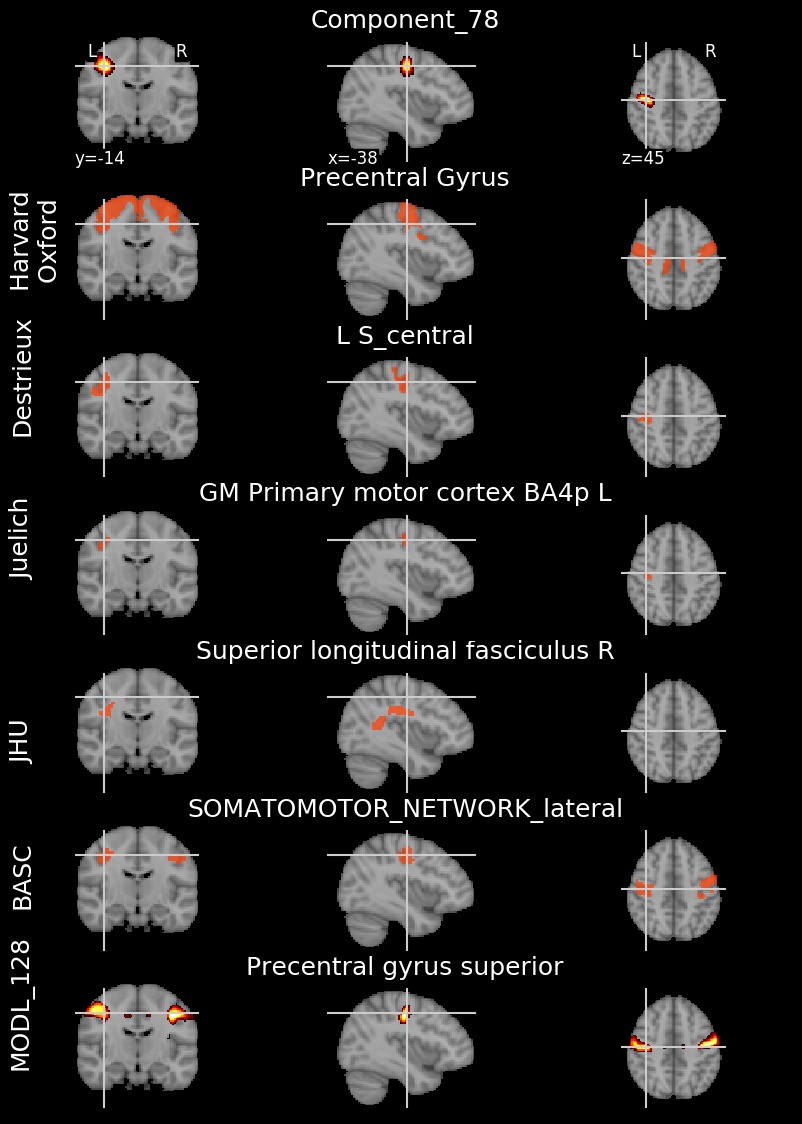 Component_78
L R
L R
y=-14
x=-38
z=45
Precentral Gyrus
Harvard
Oxford
L S_central
Destrieux
GM Primary motor cortex BA4p L
Juelich
Superior longitudinal fasciculus R
JHU
SOMATOMOTOR_NETWORK_lateral
BASC
Precentral gyrus superior
MODL_128